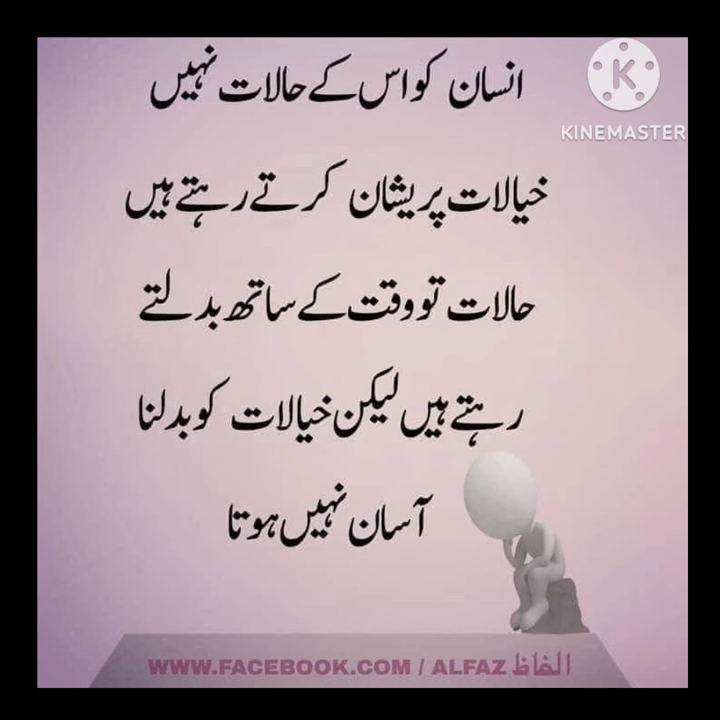 انسان کو اس کے حالات نہیں
KINEMASTER
خیالات پریشان کرتے رہتے ہیں
حالات تو وقت کے ساتھ بدلتے
رہتے ہیں لیکن خیالات کو بدلنا
آسان نہیں ہوتا
WWW.FACEBOOK.COM / ALFAZ الفاظ